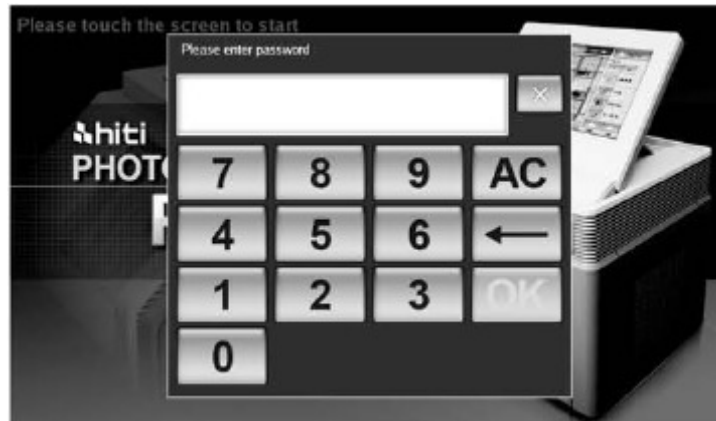 Please touch the screen to start
Please enter password
hiti
PHOT
7 8 9 AC
4 5 6 ←
1 2 3 OK
0